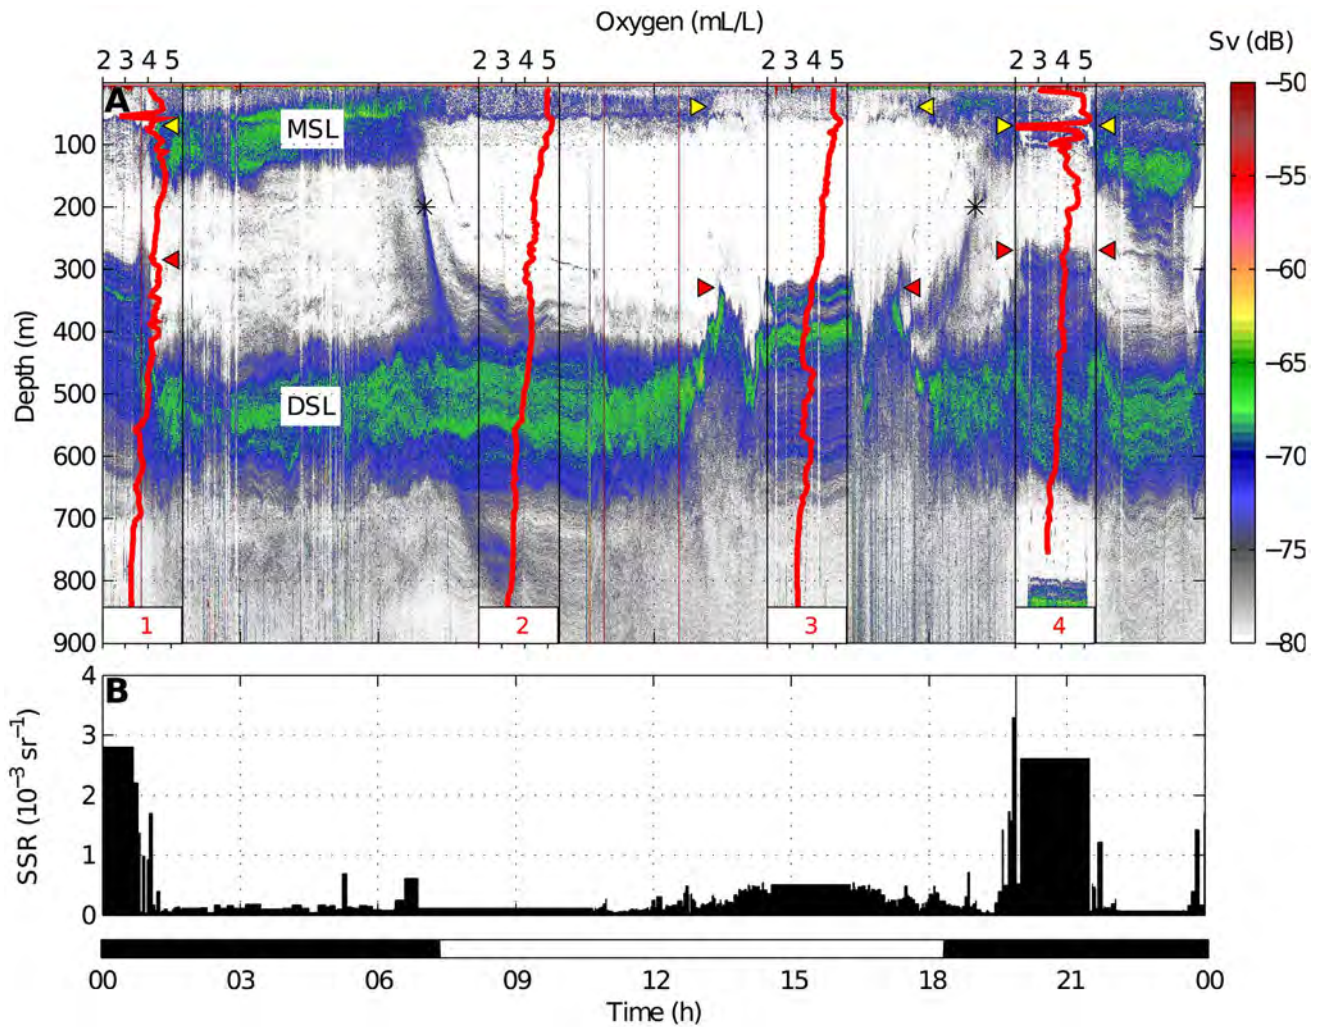 Oxygen (mL/L)
Sv (dB)
2 3 4 5 2 3 4 5 2 3 4 5 2 3 4 5
A
MSL
DSL
100
200
300
400
500
600
700
800
900
Depth (m)
1 2 3 4
−50
−55
−60
−65
−70
−75
−80
B
4
3
2
1
0
SSR (10⁻³ sr⁻¹)
00 03 06 09 12 15 18 21 00
Time (h)